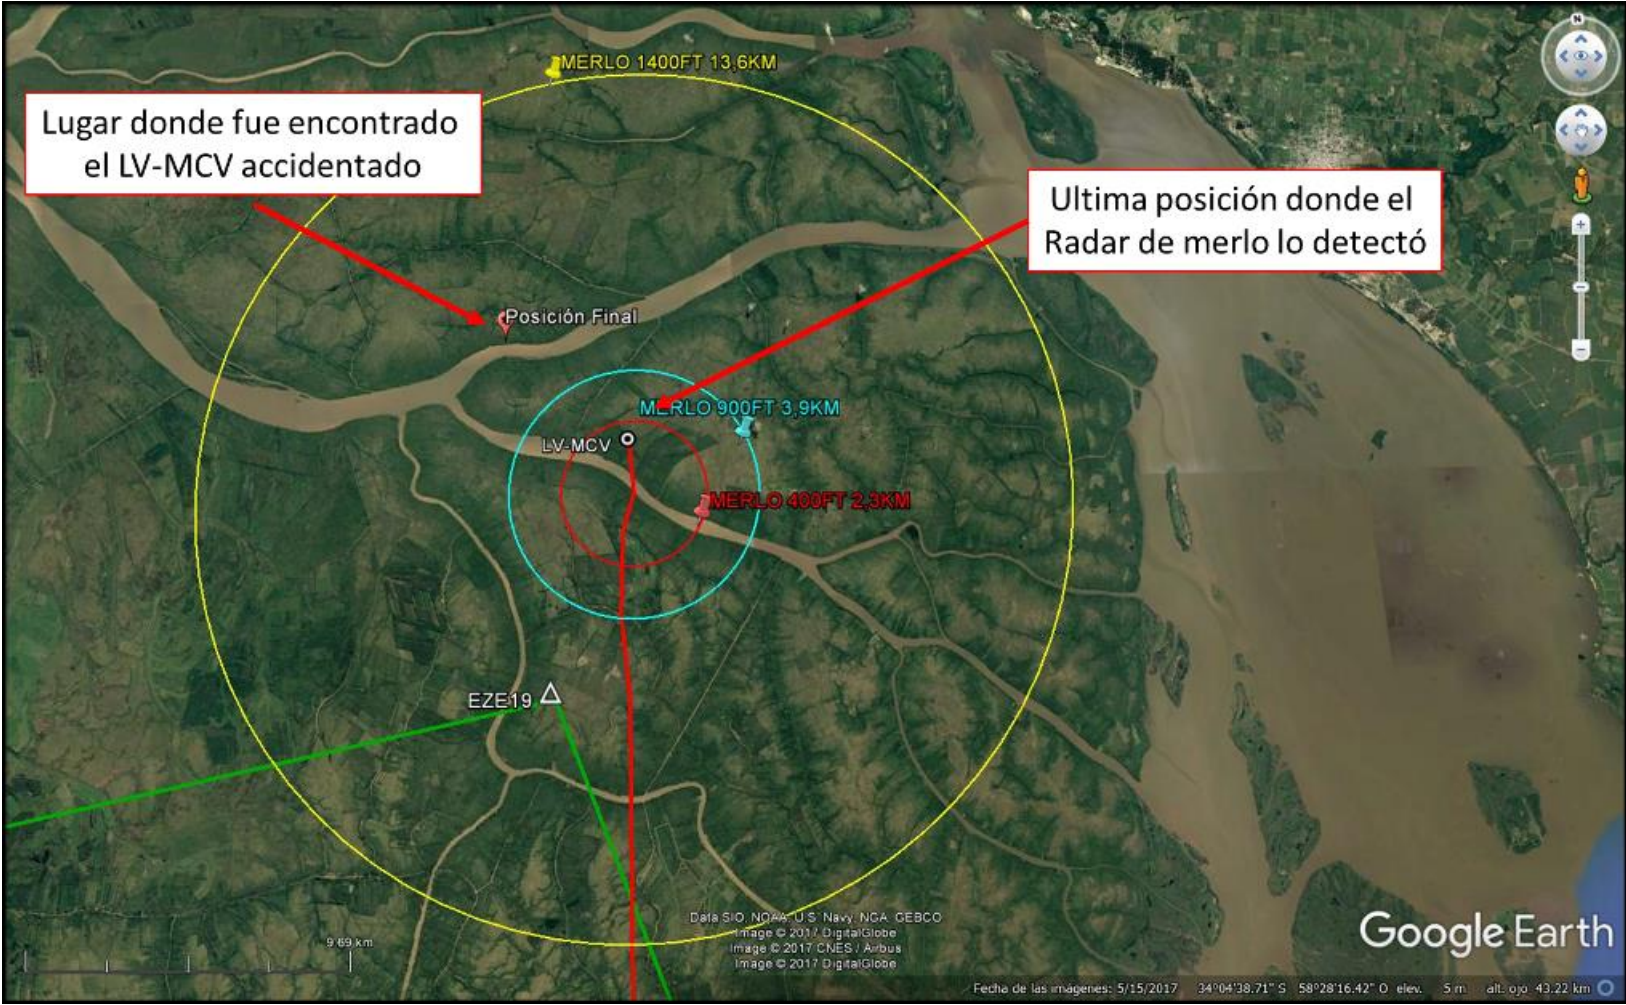 N
MERLO 1400FT 13,6KM
Lugar donde fue encontrado
el LV-MCV accidentado
Ultima posición donde el
Radar de merlo lo detectó
Posición Final
MERLO 900FT 3,9KM
LV-MCV
MERLO 400FT 2,3KM
EZE19
Data SIO, NOAA, U.S. Navy, NGA, GEBCO
Image © 2017 DigitalGlobe
Image © 2017 CNES / Airbus
Image © 2017 DigitalGlobe
9.69 km
Google Earth
Fecha de las imágenes: 5/15/2017 34°04'38.71" S 58°28'16.42" O elev. 5 m alt. ojo 43.22 km